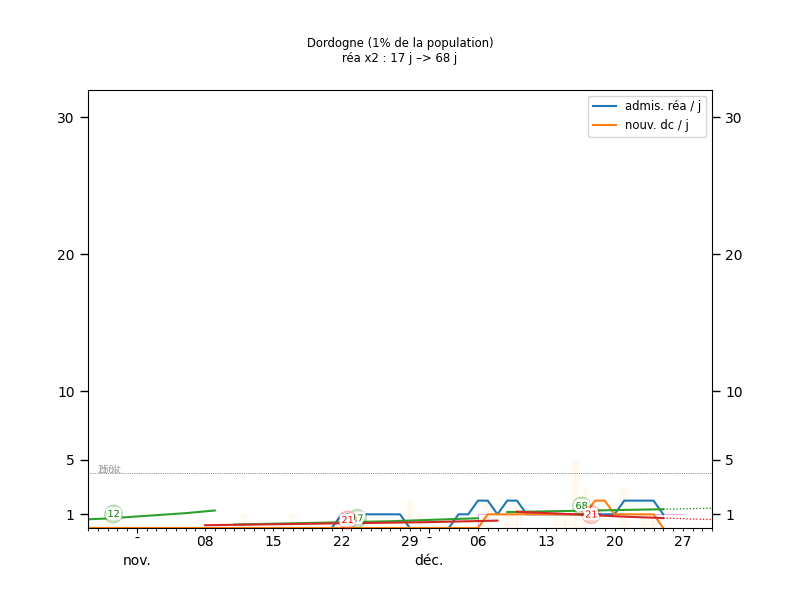 Dordogne (1% de la population)
réa x2 : 17 j –> 68 j
admis. réa / j
nouv. dc / j
30
30
20
20
10
10
5
5
1
1
12
21
68
21
- 08 15 22 29 - 06 13 20 27
nov. déc.